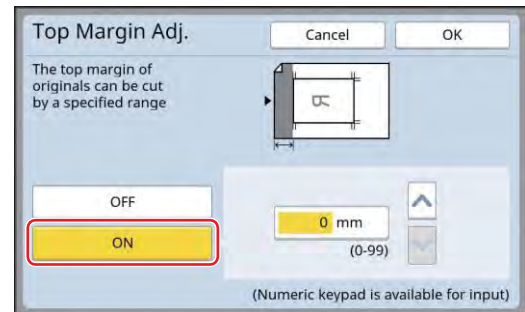 Top Margin Adj.
Cancel
OK
The top margin of
originals can be cut
by a specified range
R
OFF
ON
0 mm
(0-99)
(Numeric keypad is available for input)